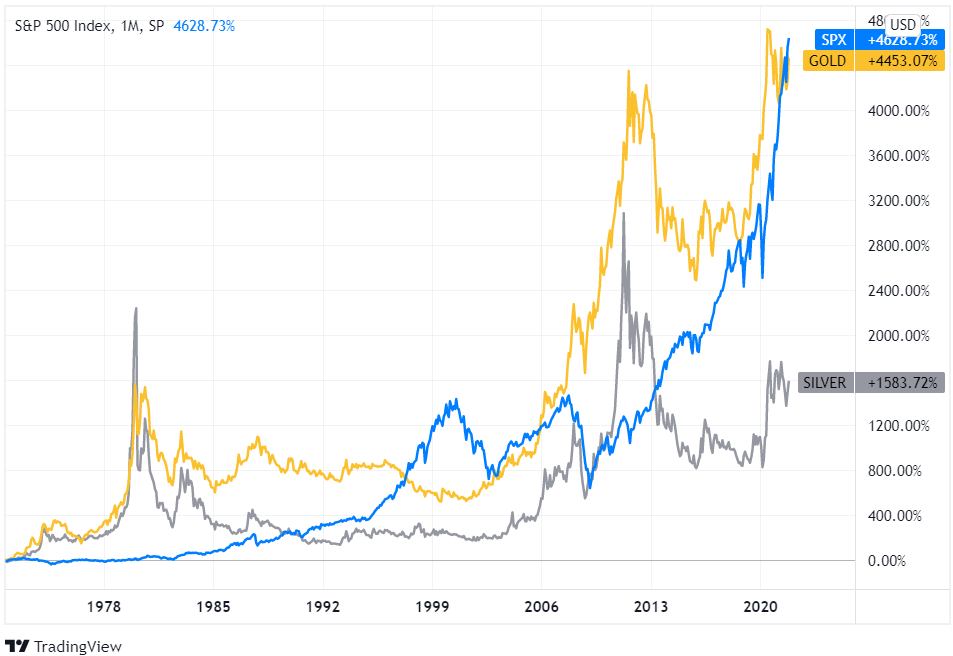 S&P 500 Index, 1M, SP 4628.73%
USD
SPX +4628.73%
GOLD +4453.07%
4000.00%
3600.00%
3200.00%
2800.00%
2400.00%
2000.00%
SILVER +1583.72%
1200.00%
800.00%
400.00%
0.00%
1978 1985 1992 1999 2006 2013 2020
TradingView